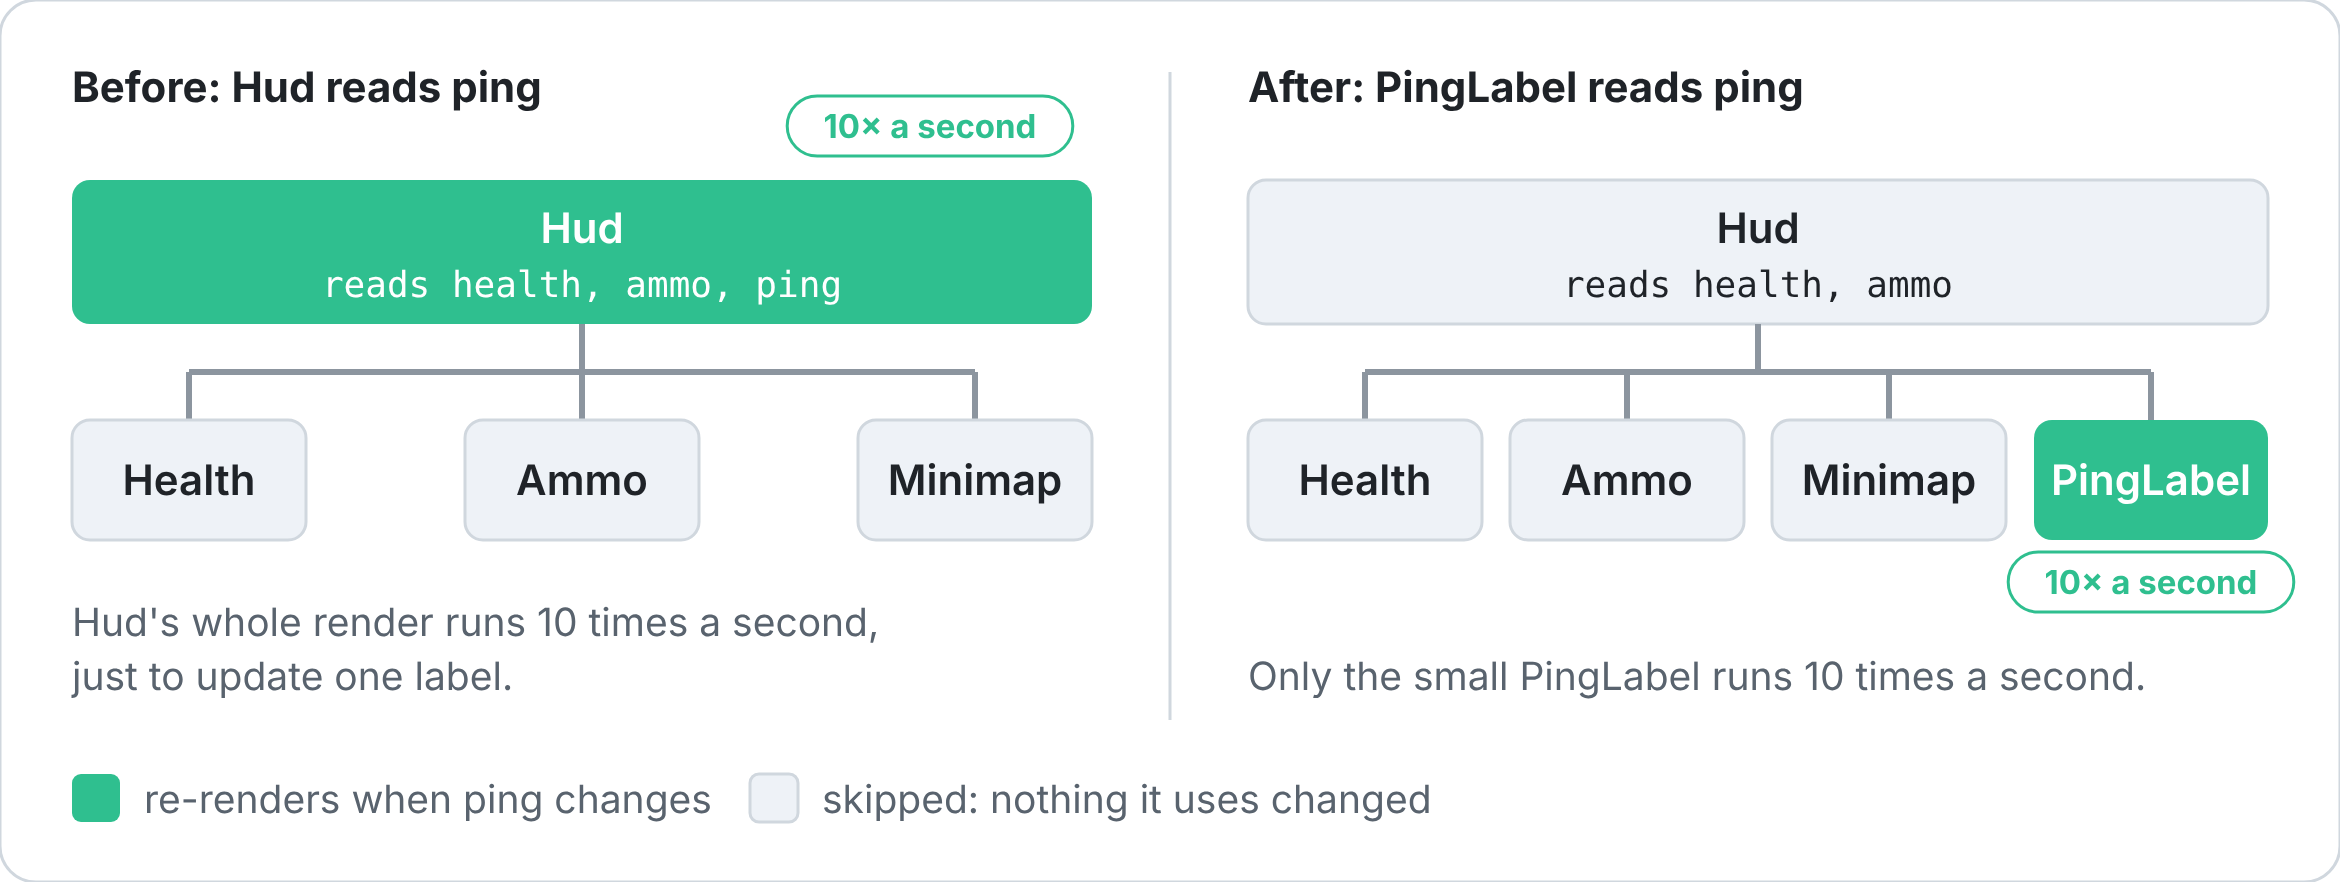 Before: Hud reads ping
10× a second
Hud
reads health, ammo, ping
Health
Ammo
Minimap
Hud's whole render runs 10 times a second,
just to update one label.
After: PingLabel reads ping
Hud
reads health, ammo
Health
Ammo
Minimap
PingLabel
10× a second
Only the small PingLabel runs 10 times a second.
re-renders when ping changes
skipped: nothing it uses changed